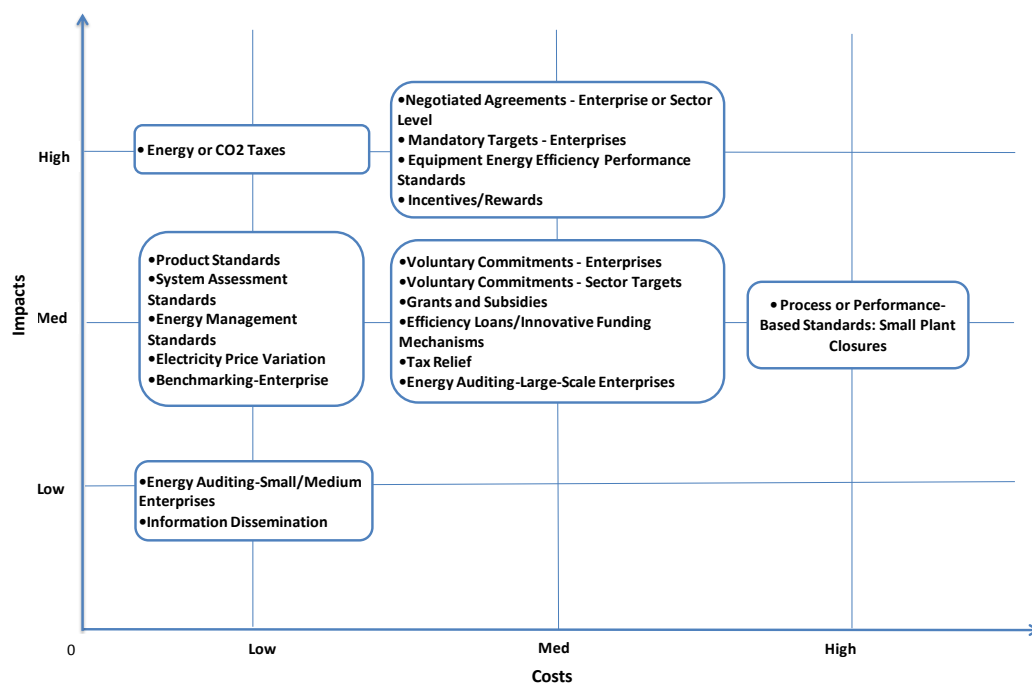 •Negotiated Agreements - Enterprise or Sector
Level
• Mandatory Targets - Enterprises
• Equipment Energy Efficiency Performance
Standards
• Incentives/Rewards
• Energy or CO2 Taxes
High
•Product Standards
•System Assessment
Standards
•Energy Management
Standards
•Electricity Price Variation
•Benchmarking-Enterprise
•Voluntary Commitments - Enterprises
•Voluntary Commitments - Sector Targets
•Grants and Subsidies
•Efficiency Loans/Innovative Funding
Mechanisms
•Tax Relief
•Energy Auditing-Large-Scale Enterprises
• Process or Performance-
Based Standards: Small Plant
Closures
Impacts
Med
•Energy Auditing-Small/Medium
Enterprises
•Information Dissemination
Low
0
Low
Med
High
Costs